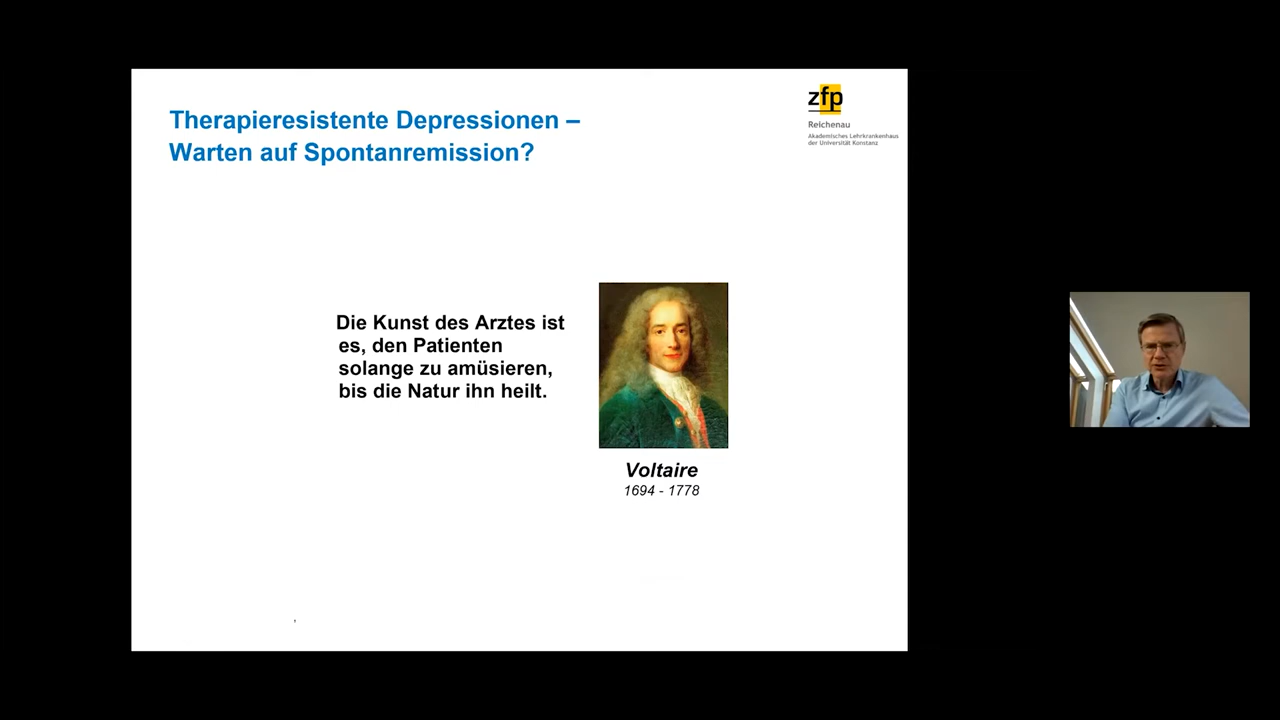 Therapieresistente Depressionen –
Warten auf Spontanremission?
zfp
Reichenau
Akademisches Lehrkrankenhaus
der Universität Konstanz
Die Kunst des Arztes ist
es, den Patienten
solange zu amüsieren,
bis die Natur ihn heilt.
Voltaire
1694 - 1778